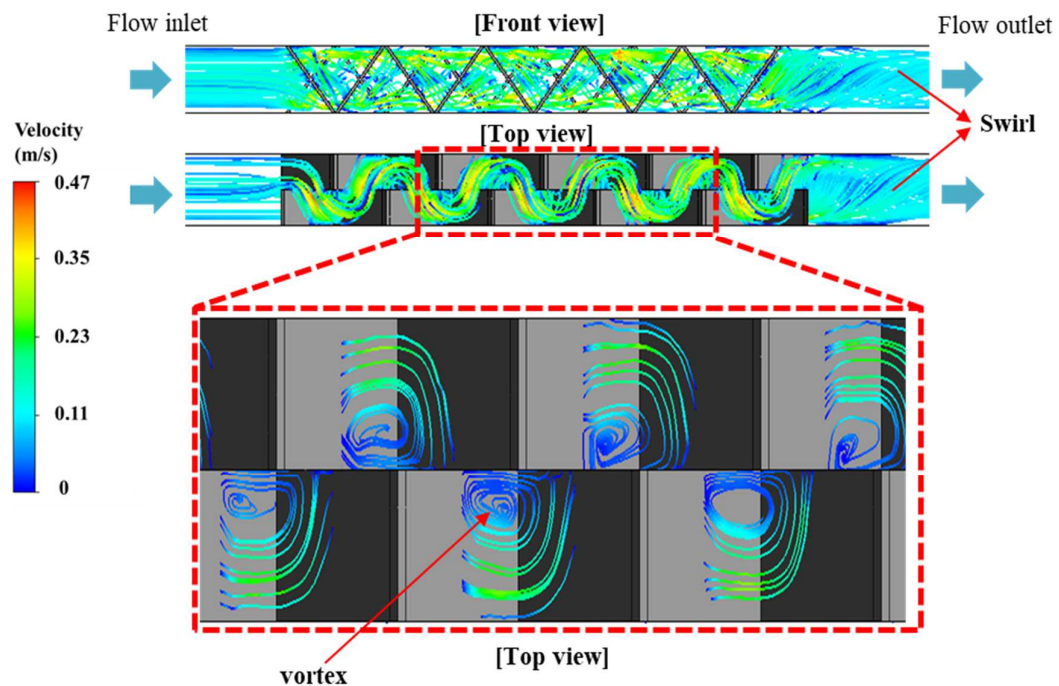 Flow inlet
[Front view]
Flow outlet
Swirl
Velocity
(m/s)
[Top view]
0.47
0.35
0.23
0.11
0
[Top view]
vortex